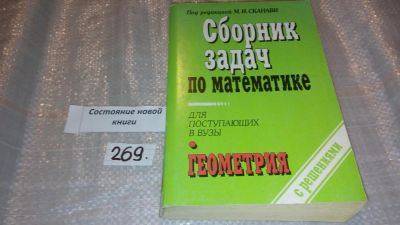 Под редакцией М. И. СКАНАВИ
Сборник
задач
по математике
ДЛЯ
ПОСТУПАЮЩИХ
В ВУЗЫ
ГЕОМЕТРИЯ
с решениями
Состояние новой
книги
269.